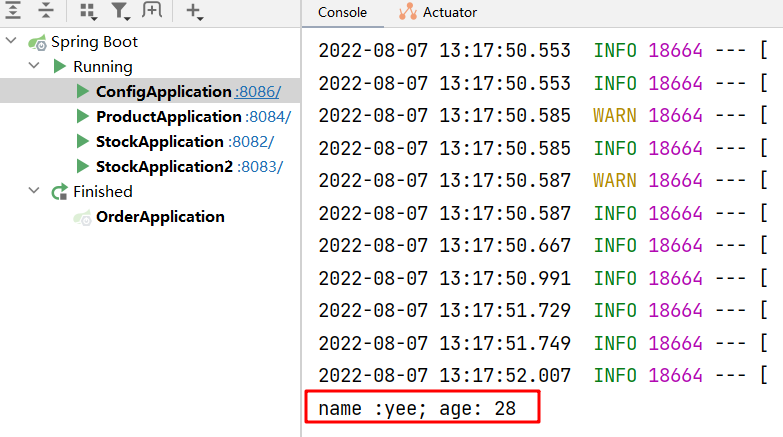 Spring Boot
Running
ConfigApplication :8086/
ProductApplication :8084/
StockApplication :8082/
StockApplication2 :8083/
Finished
OrderApplication
Console Actuator
2022-08-07 13:17:50.553 INFO 18664 --- [
2022-08-07 13:17:50.553 INFO 18664 --- [
2022-08-07 13:17:50.585 WARN 18664 --- [
2022-08-07 13:17:50.585 INFO 18664 --- [
2022-08-07 13:17:50.587 WARN 18664 --- [
2022-08-07 13:17:50.587 INFO 18664 --- [
2022-08-07 13:17:50.667 INFO 18664 --- [
2022-08-07 13:17:50.991 INFO 18664 --- [
2022-08-07 13:17:51.729 INFO 18664 --- [
2022-08-07 13:17:51.749 INFO 18664 --- [
2022-08-07 13:17:52.007 INFO 18664 --- [
name :yee; age: 28